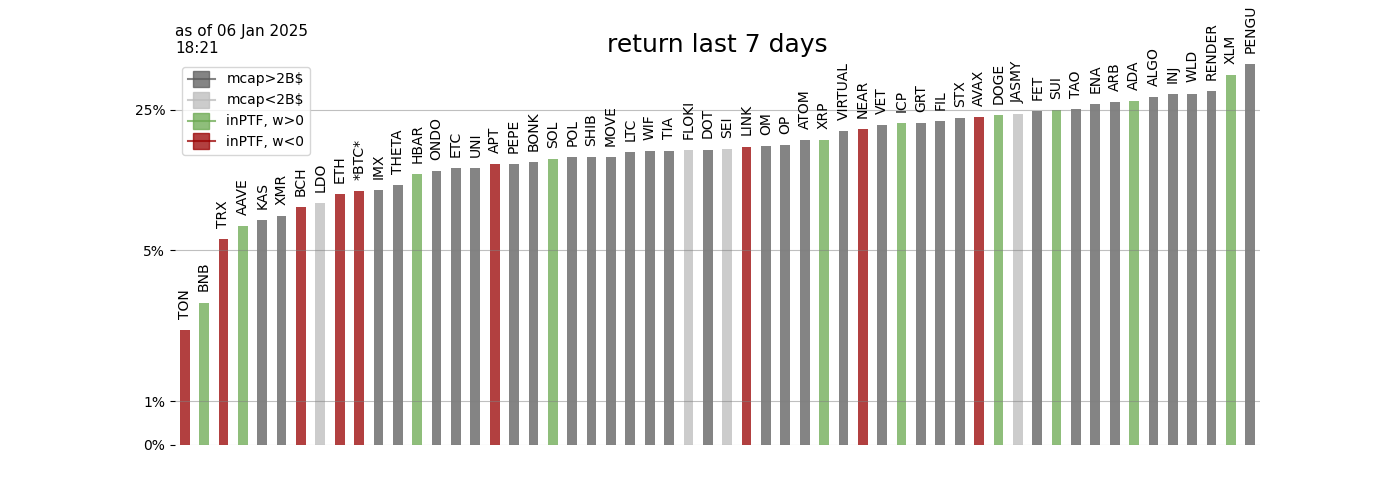 as of 06 Jan 2025
18:21
return last 7 days
mcap>2B$
mcap<2B$
inPTF, w>0
inPTF, w<0
25%
5%
1%
0%
TON
BNB
TRX
AAVE
KAS
XMR
BCH
LDO
ETH
*BTC*
IMX
THETA
HBAR
ONDO
ETC
UNI
APT
PEPE
BONK
SOL
POL
SHIB
MOVE
LTC
WIF
TIA
FLOKI
DOT
SEI
LINK
OM
OP
ATOM
XRP
VIRTUAL
NEAR
VET
ICP
GRT
FIL
STX
AVAX
DOGE
JASMY
FET
SUI
TAO
ENA
ARB
ADA
ALGO
INJ
WLD
RENDER
XLM
PENGU